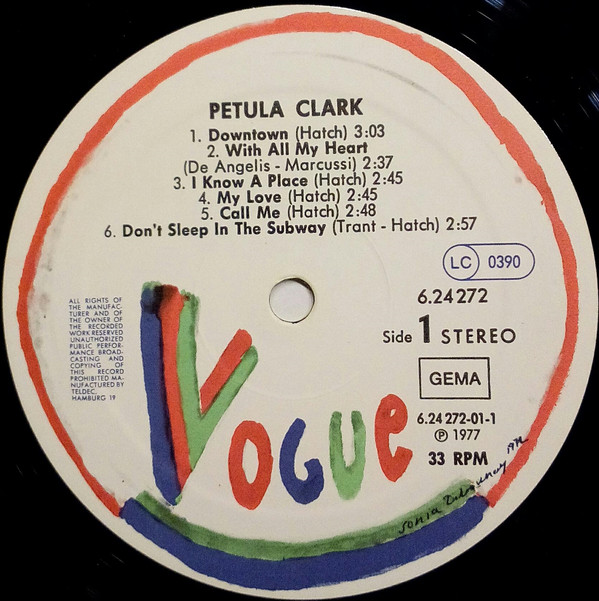 PETULA CLARK
1. Downtown (Hatch) 3:03
2. With All My Heart
(De Angelis - Marcussi) 2:37
3. I Know A Place (Hatch) 2:45
4. My Love (Hatch) 2:45
5. Call Me (Hatch) 2:48
6. Don't Sleep In The Subway (Trant - Hatch) 2:57
LC 0390
6.24272
Side 1 STEREO
GEMA
6.24272-01-1
℗ 1977
33 RPM
ALL RIGHTS OF
THE MANUFAC-
TURER AND OF
THE OWNER OF
THE RECORDED
WORK RESERVED
UNAUTHORIZED
PUBLIC PERFOR-
MANCE BROAD-
CASTING AND
COPYING OF
THIS RECORD
PROHIBITED MA-
NUFACTURED BY
TELDEC,
HAMBURG 19
VOGUE
Sonia Delaunay